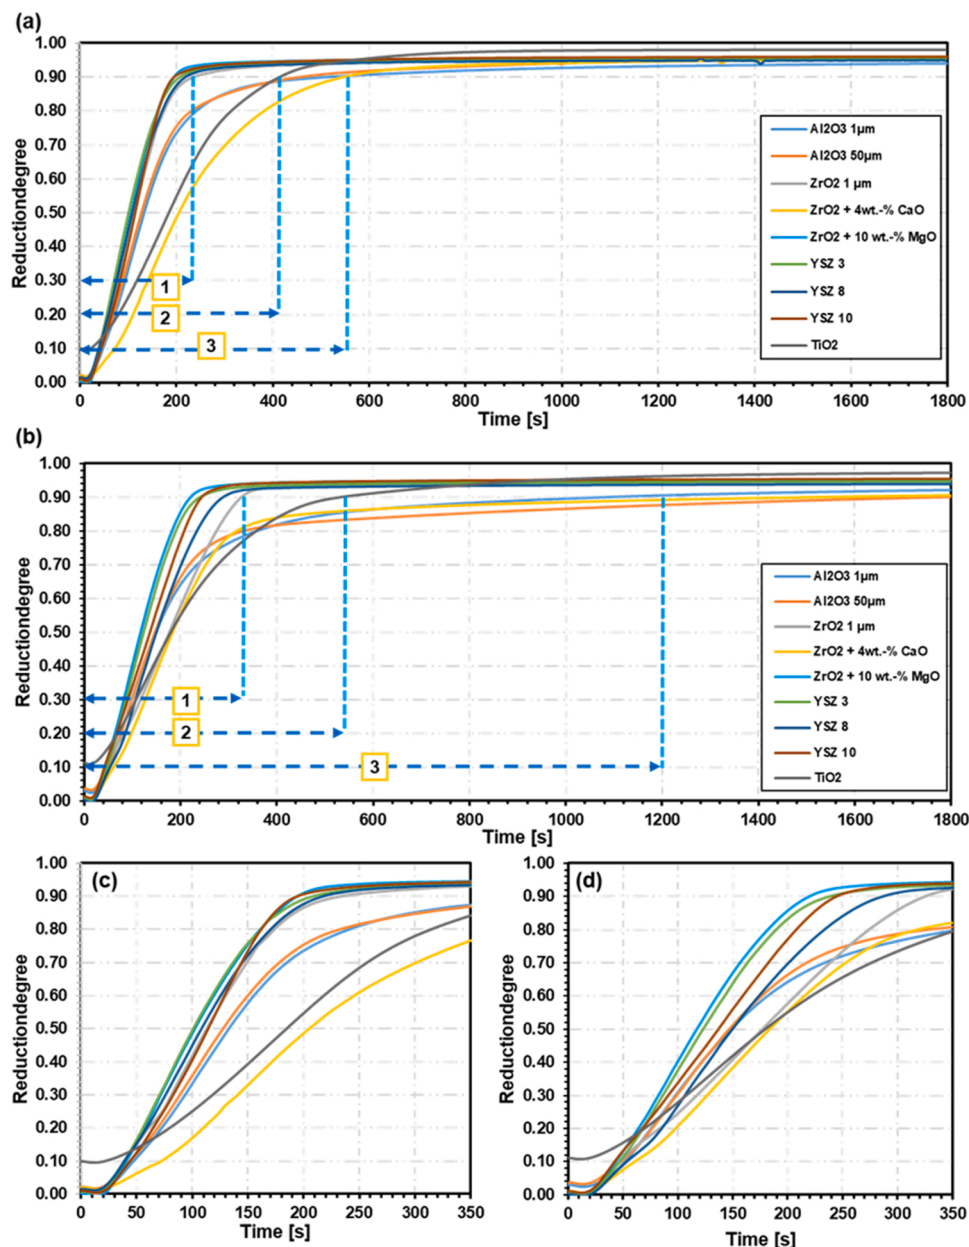 (a)
1.00
0.90
0.80
0.70
0.60
0.50
0.40
0.30
0.20
0.10
0.00
Reductiondegree
1
2
3
Al2O3 1µm
Al2O3 50µm
ZrO2 1 µm
ZrO2 + 4wt.-% CaO
ZrO2 + 10 wt.-% MgO
YSZ 3
YSZ 8
YSZ 10
TiO2
0 200 400 600 800 1000 1200 1400 1600 1800
Time [s]
(b)
1.00
0.90
0.80
0.70
0.60
0.50
0.40
0.30
0.20
0.10
0.00
Reductiondegree
1
2
3
Al2O3 1µm
Al2O3 50µm
ZrO2 1 µm
ZrO2 + 4wt.-% CaO
ZrO2 + 10 wt.-% MgO
YSZ 3
YSZ 8
YSZ 10
TiO2
0 200 400 600 800 1000 1200 1400 1600 1800
Time [s]
(c)
1.00
0.90
0.80
0.70
0.60
0.50
0.40
0.30
0.20
0.10
0.00
Reductiondegree
0 50 100 150 200 250 300 350
Time [s]
(d)
1.00
0.90
0.80
0.70
0.60
0.50
0.40
0.30
0.20
0.10
0.00
Reductiondegree
0 50 100 150 200 250 300 350
Time [s]